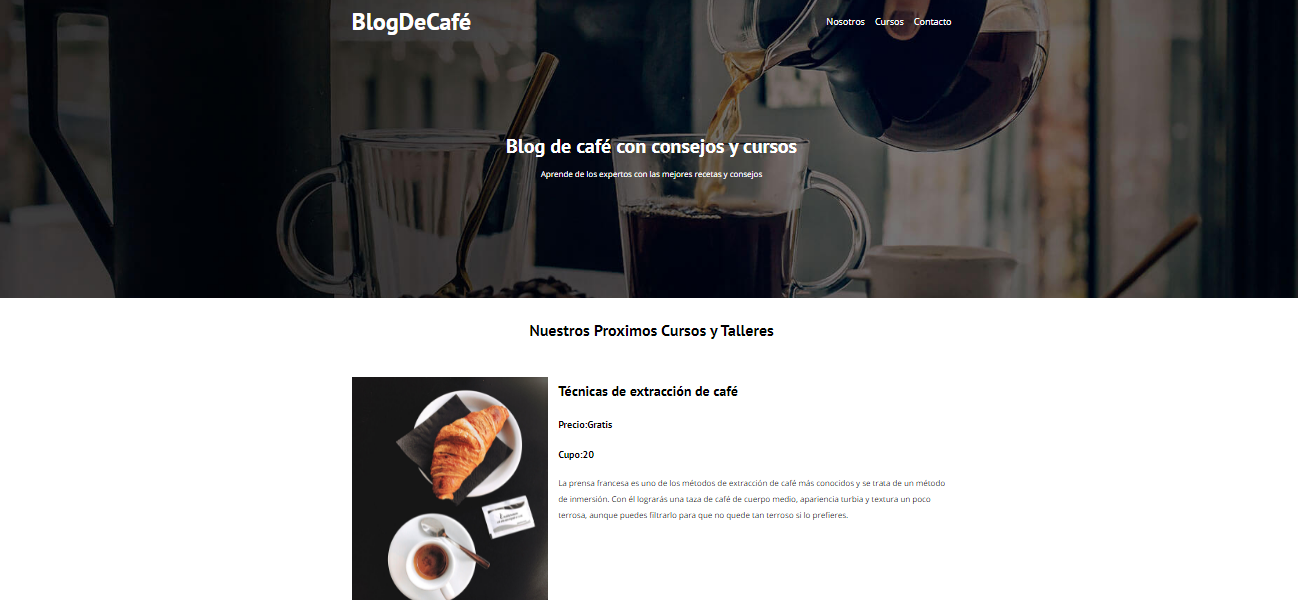 BlogDeCafé
Nosotros Cursos Contacto
Blog de café con consejos y cursos
Aprende de los expertos con las mejores recetas y consejos
Nuestros Proximos Cursos y Talleres
Técnicas de extracción de café
Precio:Gratis
Cupo:20
La prensa francesa es uno de los métodos de extracción de café más conocidos y se trata de un método
de inmersión. Con él lograrás una taza de café de cuerpo medio, apariencia turbia y textura un poco
terrosa, aunque puedes filtrarlo para que no quede tan terroso si lo prefieres.